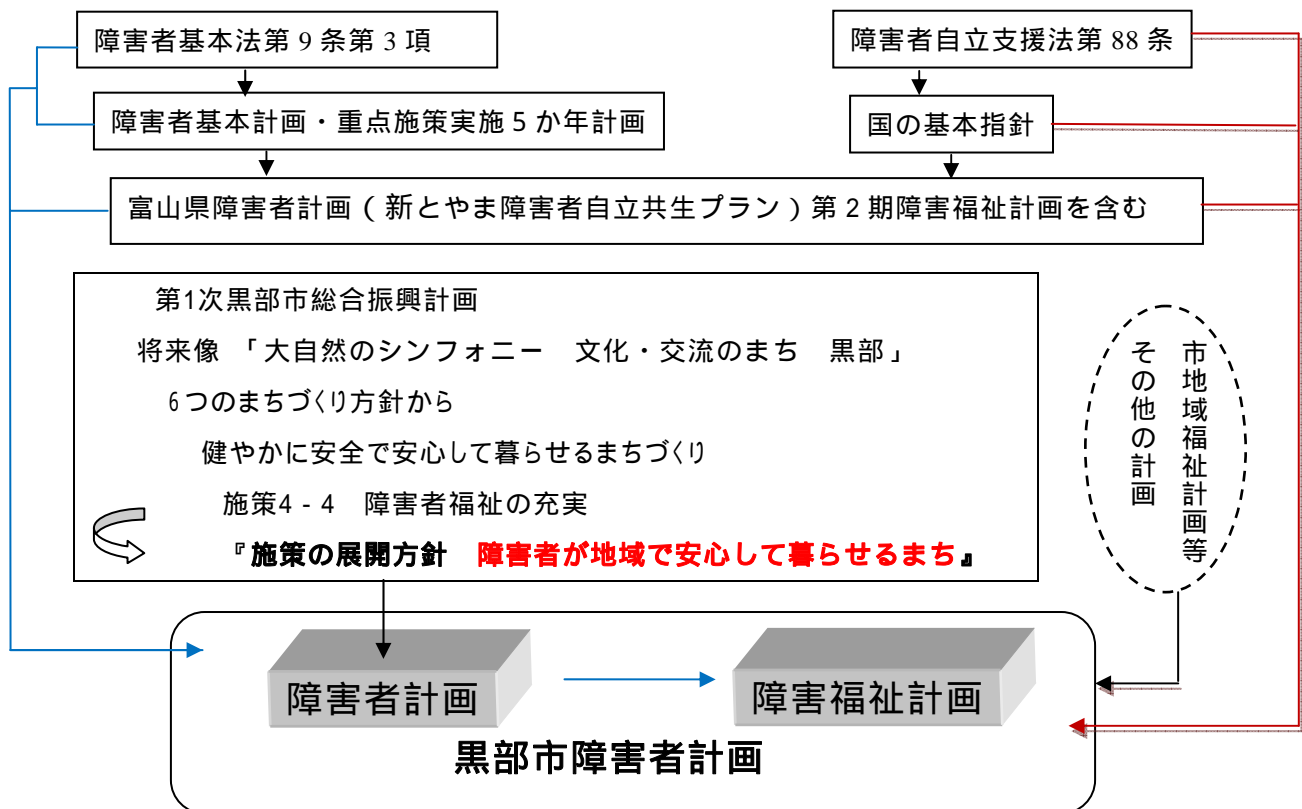 障害者基本法第9条第3項
障害者自立支援法第88条
障害者基本計画・重点施策実施5か年計画
国の基本指針
富山県障害者計画(新とやま障害者自立共生プラン)第2期障害福祉計画を含む
第1次黒部市総合振興計画
将来像 「大自然のシンフォニー 文化・交流のまち 黒部」
6つのまちづくり方針から
健やかに安全で安心して暮らせるまちづくり
施策4-4 障害者福祉の充実
『施策の展開方針 障害者が地域で安心して暮らせるまち』
市地域福祉計画等
その他の計画
障害者計画
障害福祉計画
黒部市障害者計画